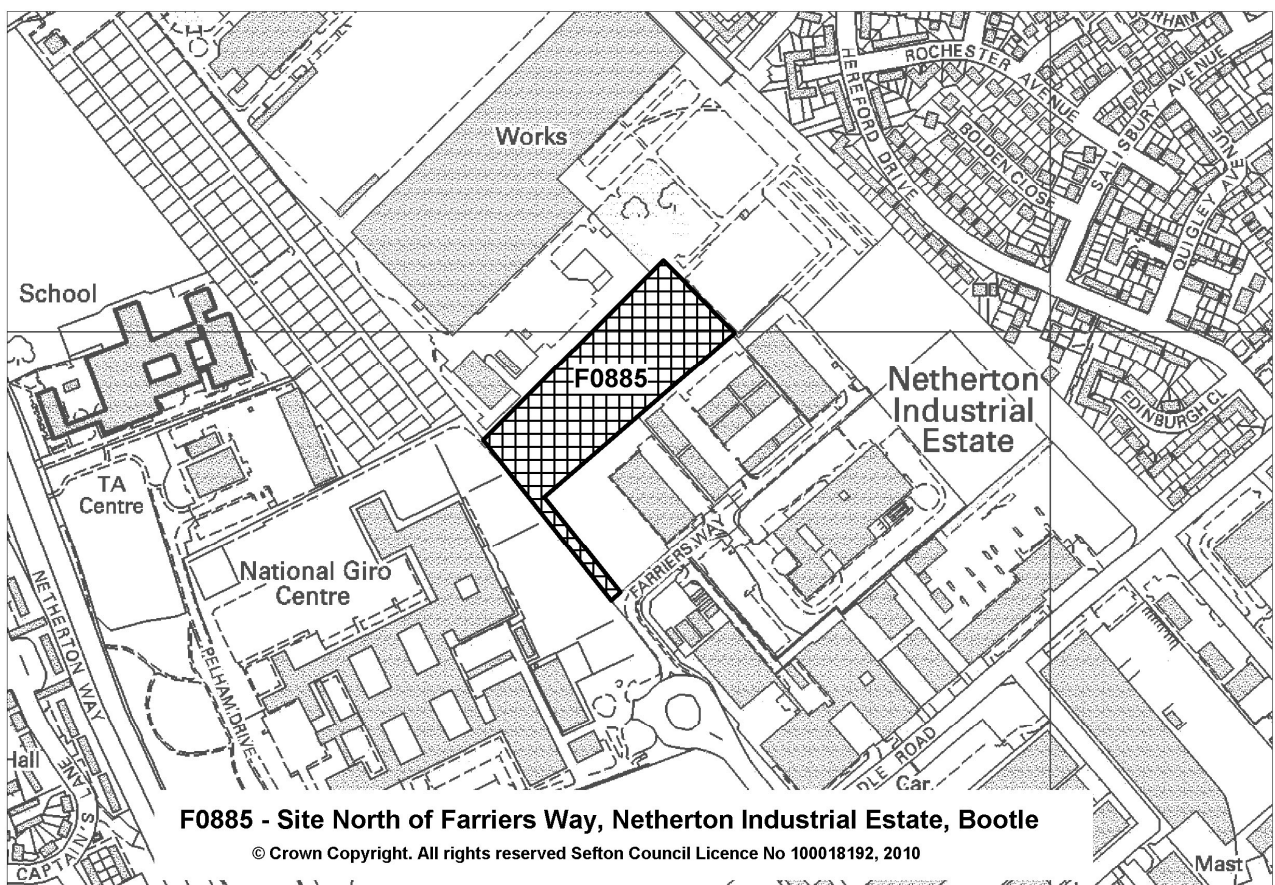 DURHAM
ROCHESTER AVENUE
HEREFORD DRIVE
BOLDEN CLOSE
SALISBURY AVENUE
QUIGLEY AVENUE
Works
School
F0885
Netherton
Industrial
Estate
EDINBURGH CL
TA
Centre
National Giro
Centre
FARRIERS WAY
NETHERTON WAY
PELHAM DRIVE
DLE ROAD
Car
Hall
CAPTAIN'S LANE
F0885 - Site North of Farriers Way, Netherton Industrial Estate, Bootle
© Crown Copyright. All rights reserved Sefton Council Licence No 100018192, 2010
Mast